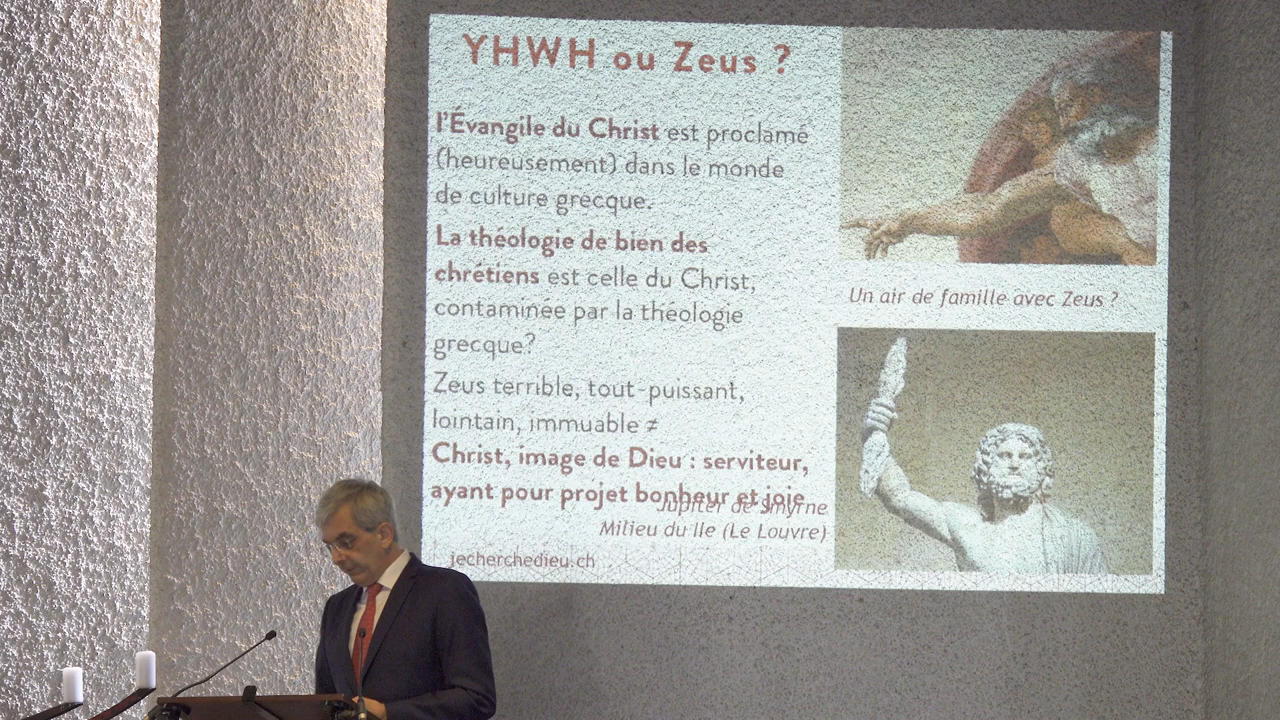 YHWH ou Zeus ?
l'Évangile du Christ est proclamé
(heureusement) dans le monde
de culture grecque.
La théologie de bien des
chrétiens est celle du Christ,
contaminée par la théologie
grecque?
Zeus terrible, tout-puissant,
lointain, immuable ≠
Christ, image de Dieu : serviteur,
ayant pour projet bonheur et joie
Un air de famille avec Zeus ?
Jupiter de Smyrne
Milieu du IIe (Le Louvre)
jecherchedieu.ch